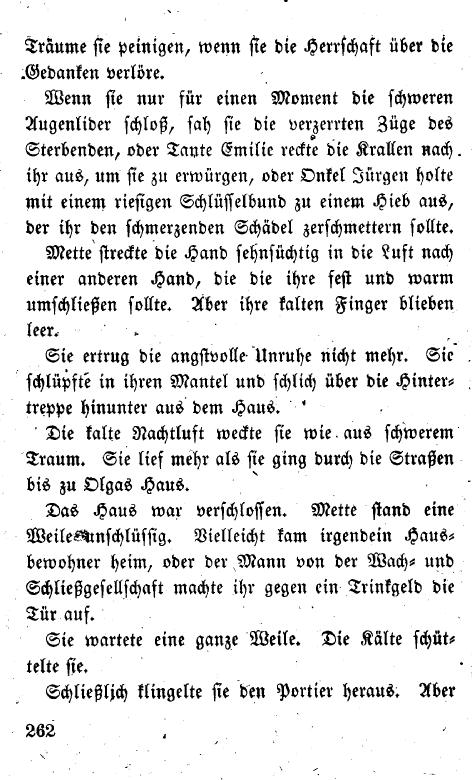 Träume sie peinigen, wenn sie die Herrschaft über die
Gedanken verlöre.
Wenn sie nur für einen Moment die schweren
Augenlider schloß, sah sie die verzerrten Züge des
Sterbenden, oder Tante Emilie reckte die Krallen nach
ihr aus, um sie zu erwürgen, oder Onkel Jürgen holte
mit einem riesigen Schlüsselbund zu einem Hieb aus,
der ihr den schmerzenden Schädel zerschmettern sollte.
Mette streckte die Hand sehnsüchtig in die Luft nach
einer anderen Hand, die die ihre fest und warm
umschließen sollte. Aber ihre kalten Finger blieben
leer.
Sie ertrug die angstvolle Unruhe nicht mehr. Sie
schlüpfte in ihren Mantel und schlich über die Hinter-
treppe hinunter aus dem Haus.
Die kalte Nachtluft weckte sie wie aus schwerem
Traum. Sie lief mehr als sie ging durch die Straßen
bis zu Olgas Haus.
Das Haus war verschlossen. Mette stand eine
Weile unschlüssig. Vielleicht kam irgendein Haus-
bewohner heim, oder der Mann von der Wach- und
Schließgesellschaft machte ihr gegen ein Trinkgeld die
Tür auf.
Sie wartete eine ganze Weile. Die Kälte schüt-
telte sie.
Schließlich klingelte sie den Portier heraus. Aber
262